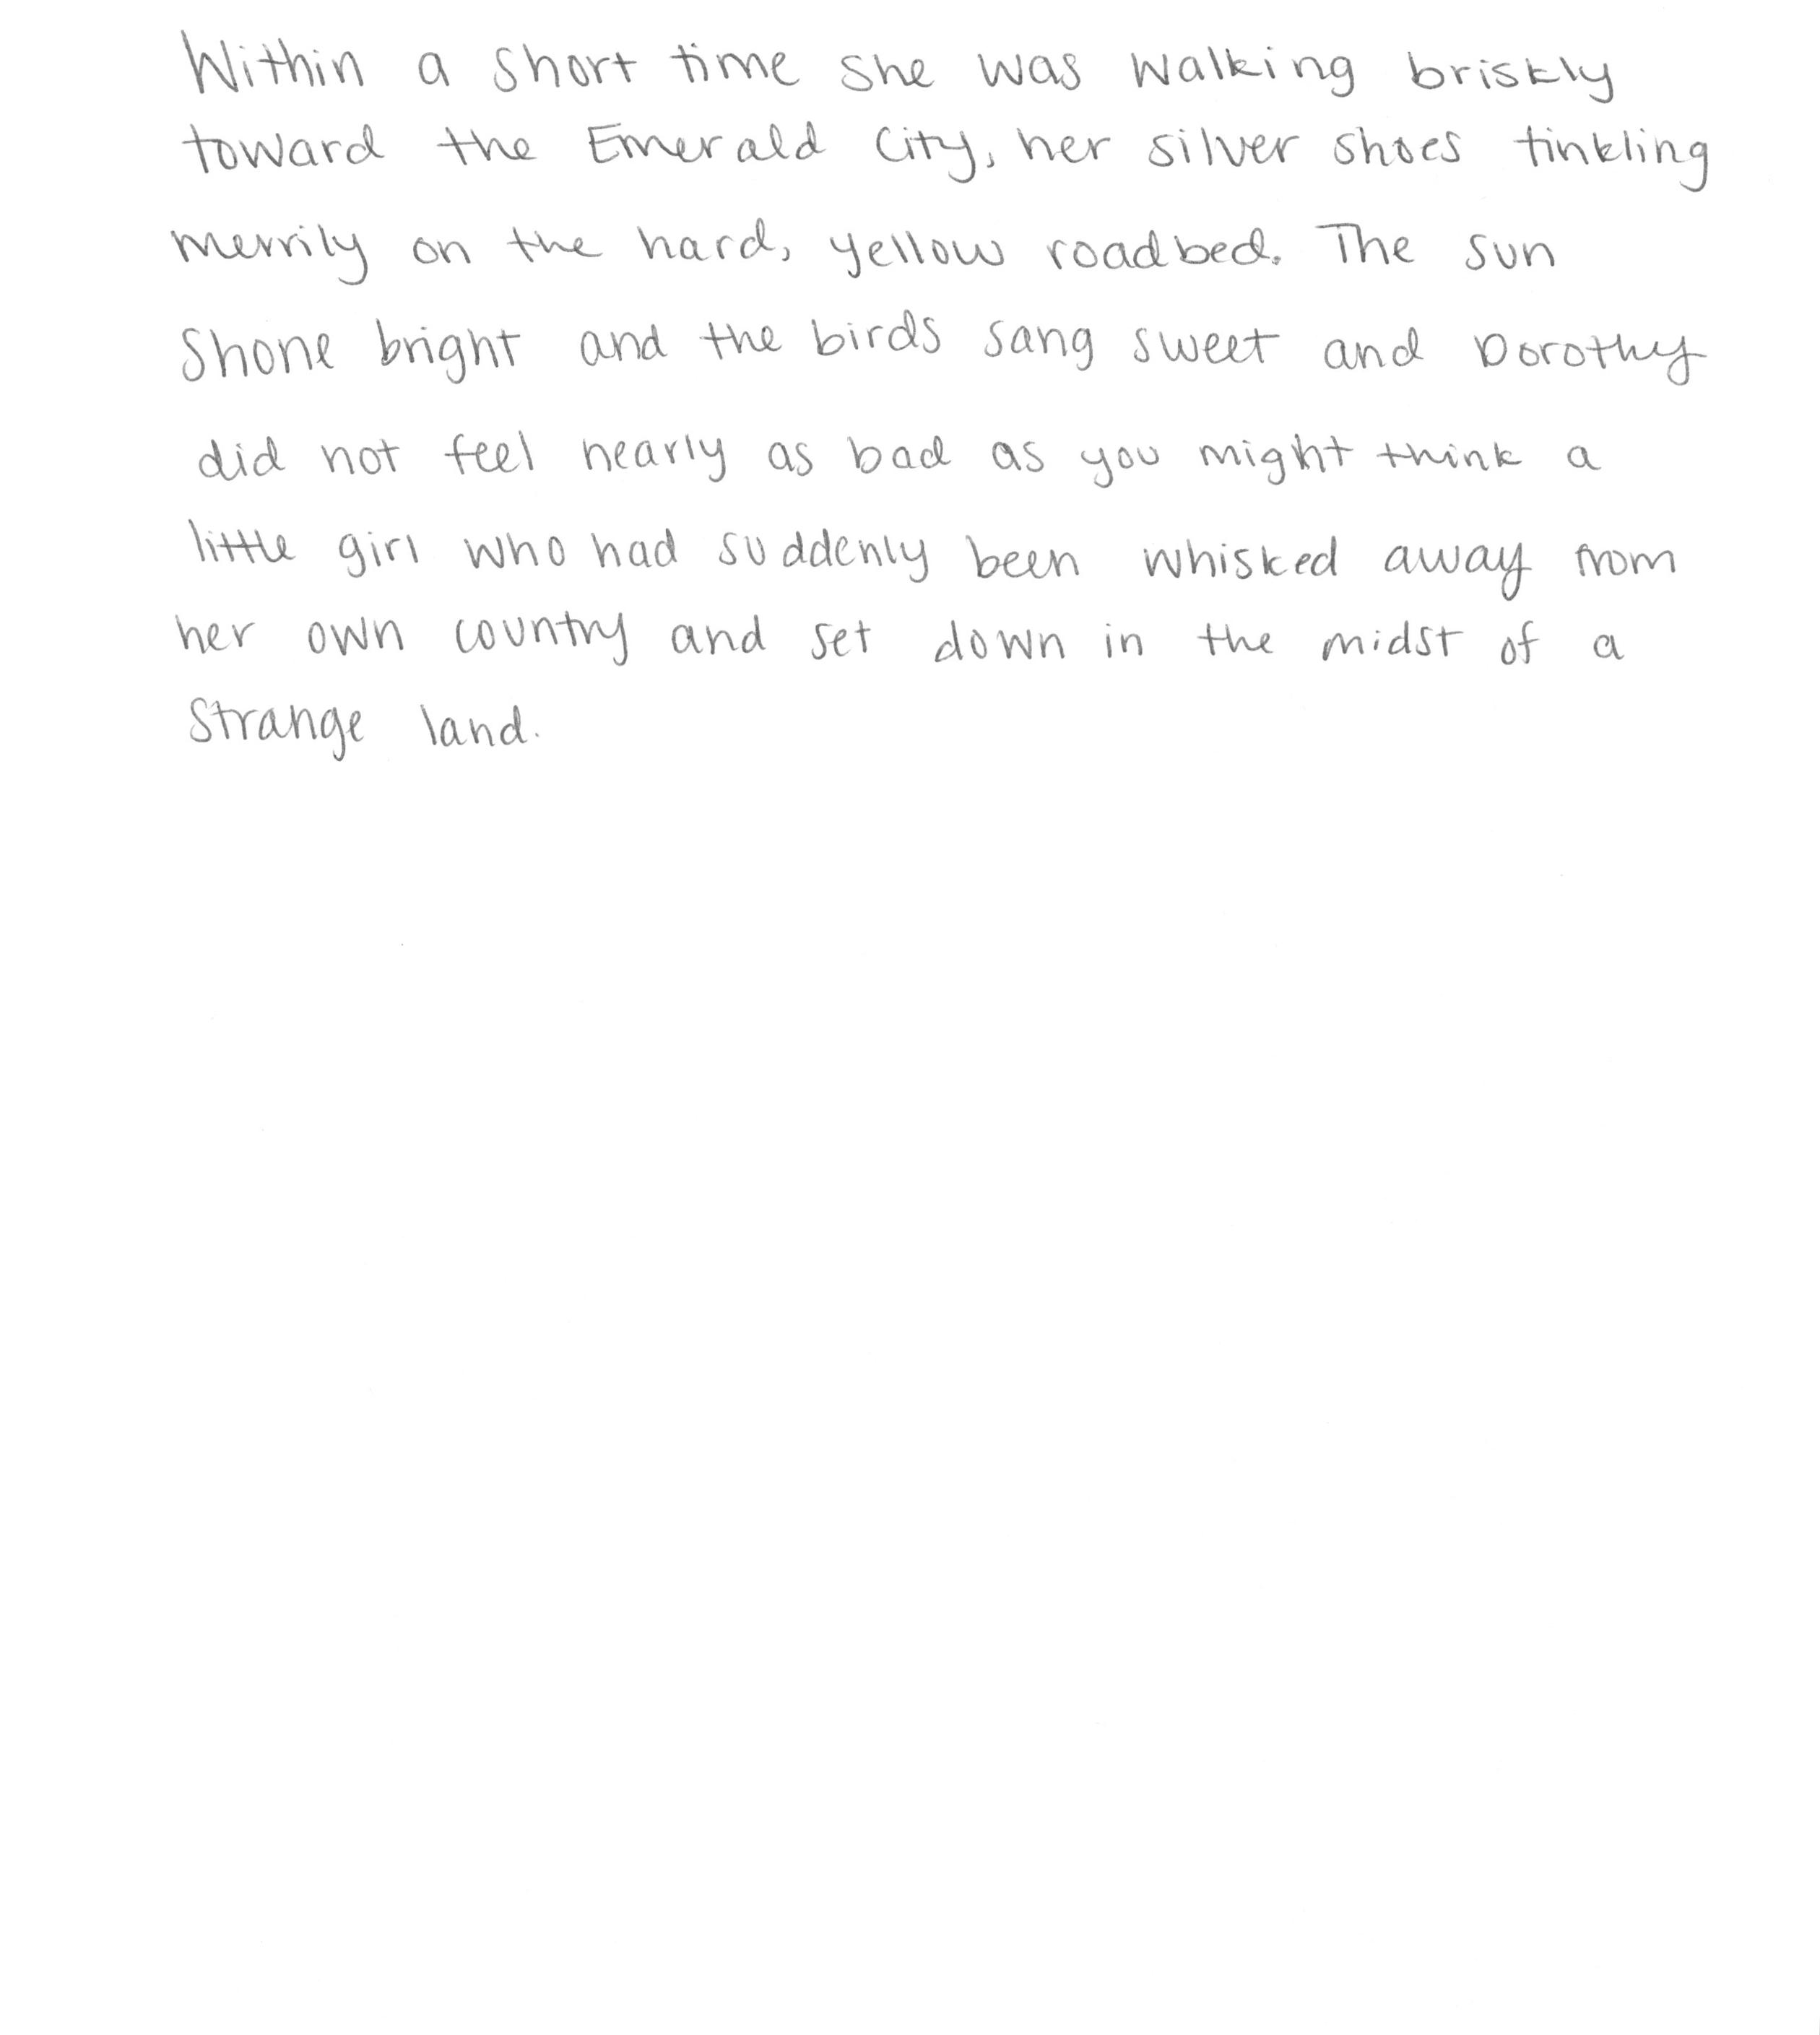 Within a short time she was walking briskly
toward the Emerald City, her silver shoes tinkling
merrily on the hard, yellow roadbed. The sun
shone bright and the birds sang sweet and Dorothy
did not feel nearly as bad as you might think a
little girl who had suddenly been whisked away from
her own country and set down in the midst of a
strange land.